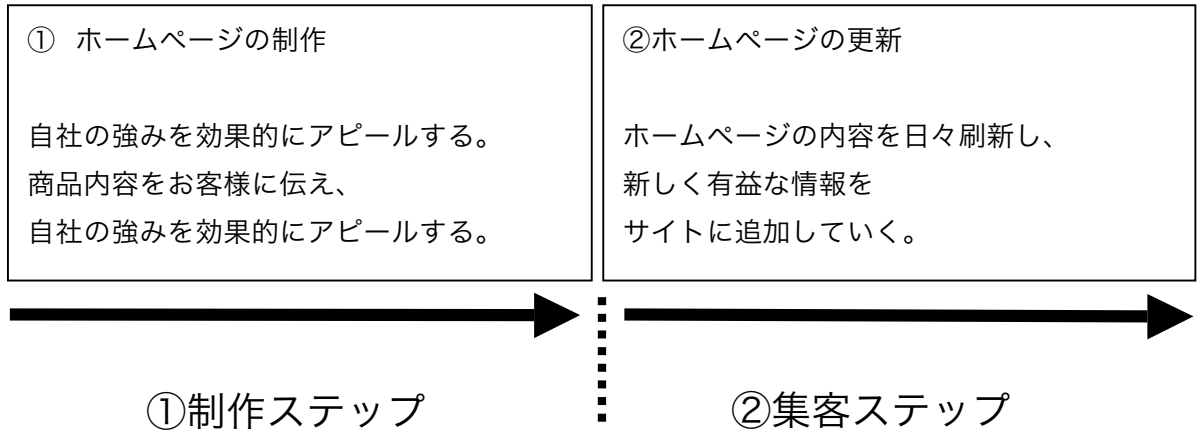 ① ホームページの制作
自社の強みを効果的にアピールする。
商品内容をお客様に伝え、
自社の強みを効果的にアピールする。
②ホームページの更新
ホームページの内容を日々刷新し、
新しく有益な情報を
サイトに追加していく。
①制作ステップ
②集客ステップ